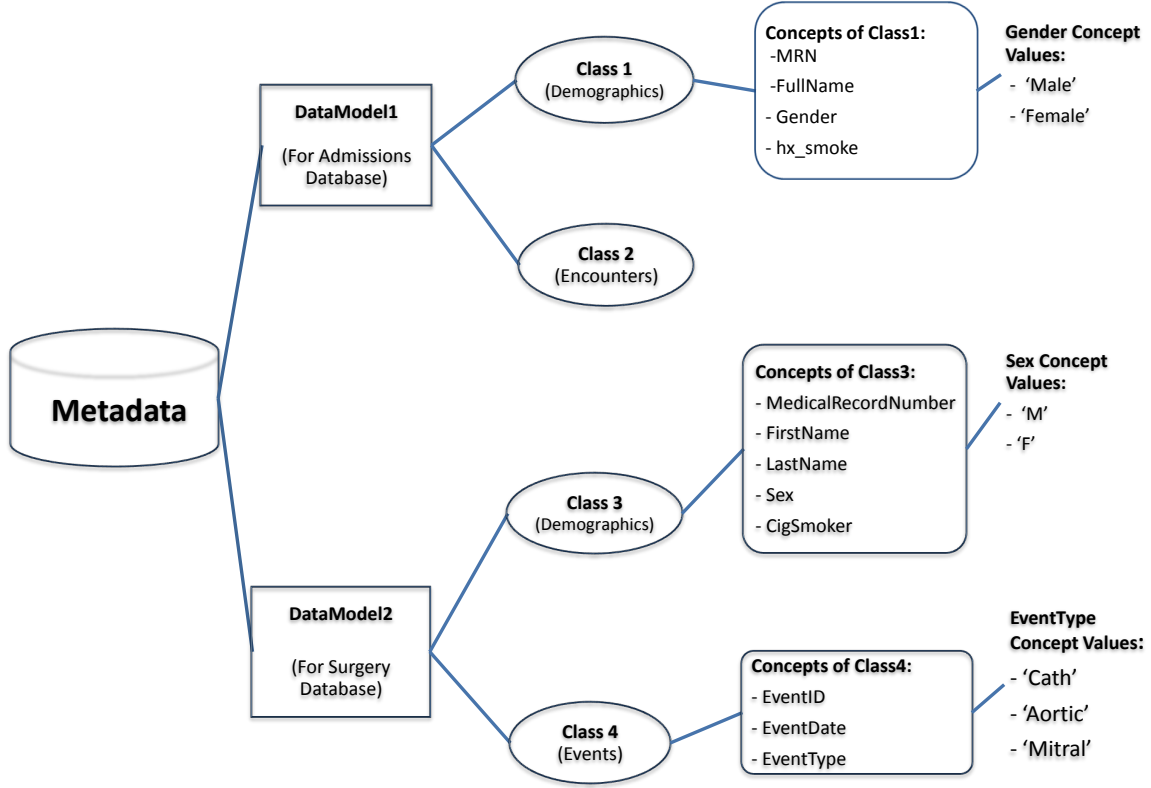 Metadata
DataModel1
(For Admissions
Database)
Class 1
(Demographics)
Concepts of Class1:
-MRN
-FullName
- Gender
- hx_smoke
Gender Concept
Values:
- ‘Male’
- ‘Female’
Class 2
(Encounters)
DataModel2
(For Surgery
Database)
Class 3
(Demographics)
Concepts of Class3:
- MedicalRecordNumber
- FirstName
- LastName
- Sex
- CigSmoker
Sex Concept
Values:
- ‘M’
- ‘F’
Class 4
(Events)
Concepts of Class4:
- EventID
- EventDate
- EventType
EventType
Concept Values:
- ‘Cath’
- ‘Aortic’
- ‘Mitral’